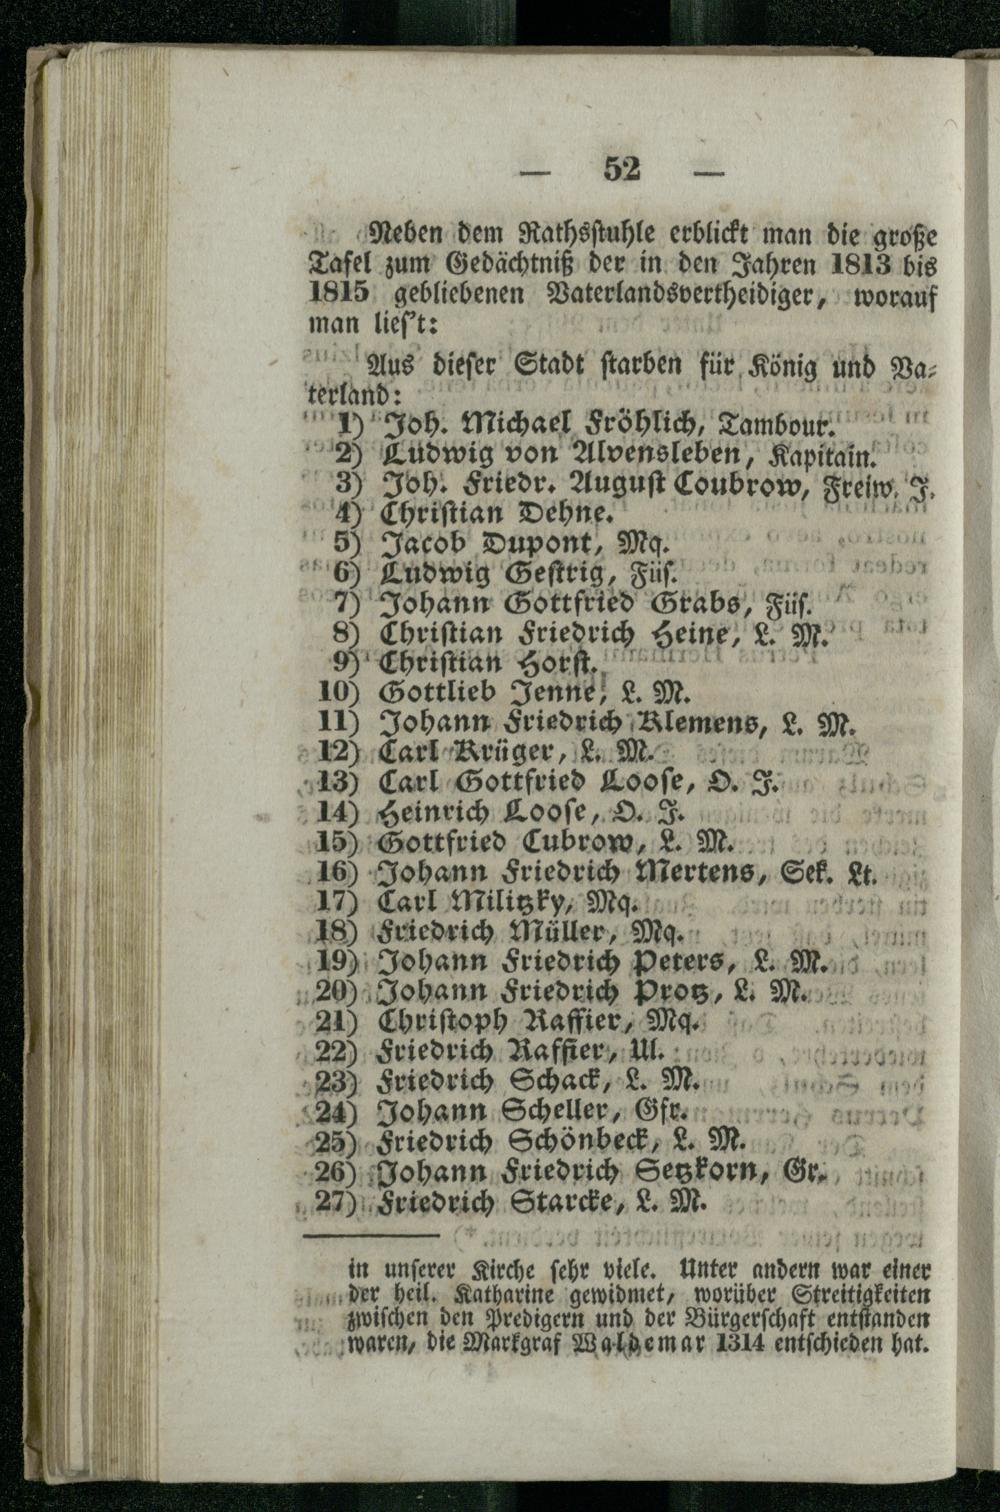 — 52 —
Neben dem Rathsstuhle erblickt man die große
Tafel zum Gedächtniß der in den Jahren 1813 bis
1815 gebliebenen Vaterlandsvertheidiger, worauf
man lies't:
Aus dieser Stadt starben für König und Va-
terland:
1) Joh. Michael Fröhlich, Tambour.
2) Ludwig von Alvensleben, Kapitain.
3) Joh. Friedr. August Coubrow, Freiw. J.
4) Christian Dehne.
5) Jacob Dupont, Mq.
6) Ludwig Gestrig, Füs.
7) Johann Gottfried Grabs, Füs.
8) Christian Friedrich Heine, L. M.
9) Christian Horst.
10) Gottlieb Jenne, L. M.
11) Johann Friedrich Klemens, L. M.
12) Carl Krüger, L. M.
13) Carl Gottfried Loose, O. J.
14) Heinrich Loose, O. J.
15) Gottfried Cubrow, L. M.
16) Johann Friedrich Mertens, Sek. Lt.
17) Carl Militzky, Mq.
18) Friedrich Müller, Mq.
19) Johann Friedrich Peters, L. M.
20) Johann Friedrich Protz, L. M.
21) Christoph Raffier, Mq.
22) Friedrich Raffier, Ul.
23) Friedrich Schack, L. M.
24) Johann Scheller, Gfr.
25) Friedrich Schönbeck, L. M.
26) Johann Friedrich Setzkorn, Gr.
27) Friedrich Starcke, L. M.
in unserer Kirche sehr viele. Unter andern war einer
der heil. Katharine gewidmet, worüber Streitigkeiten
zwischen den Predigern und der Bürgerschaft entstanden
waren, die Markgraf Waldemar 1314 entschieden hat.